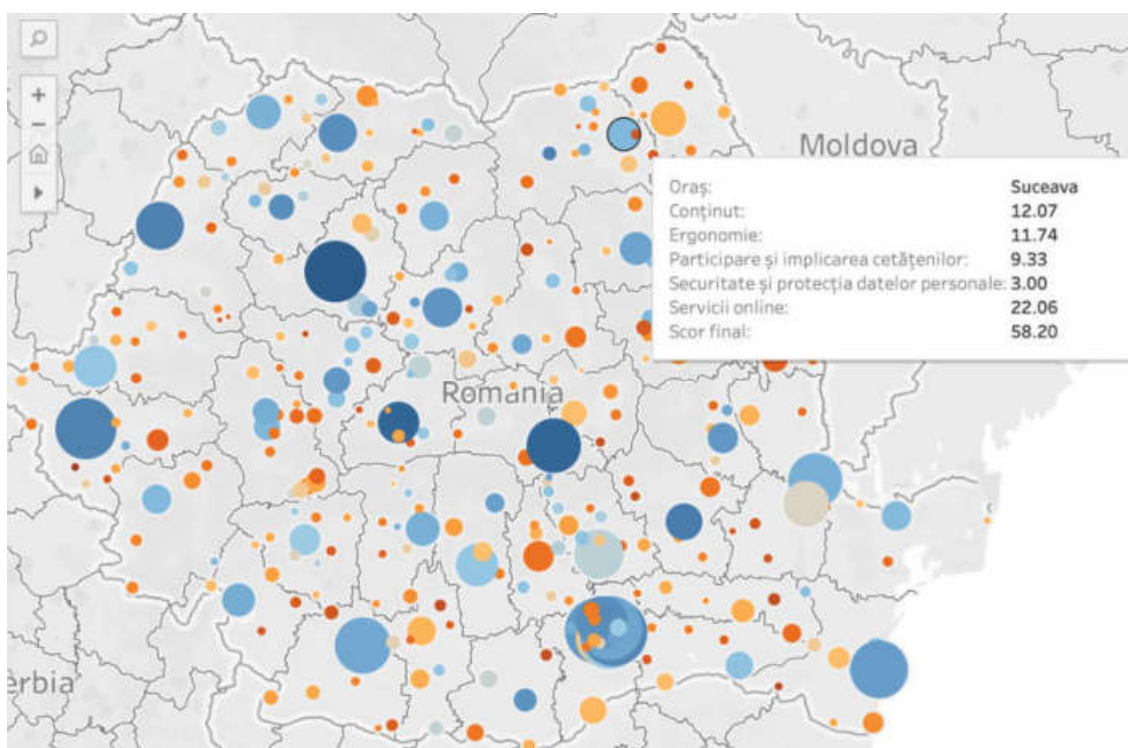 Moldova
Oraș: Suceava
Conținut: 12.07
Ergonomie: 11.74
Participare și implicarea cetățenilor: 9.33
Securitate și protecția datelor personale: 3.00
Servicii online: 22.06
Scor final: 58.20
Romania
erbia